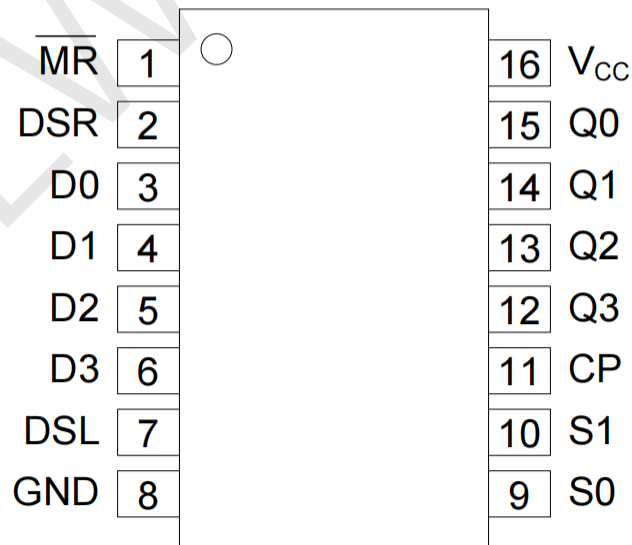 M̅R̅ 1 16 VCC
DSR 2 15 Q0
D0 3 14 Q1
D1 4 13 Q2
D2 5 12 Q3
D3 6 11 CP
DSL 7 10 S1
GND 8 9 S0